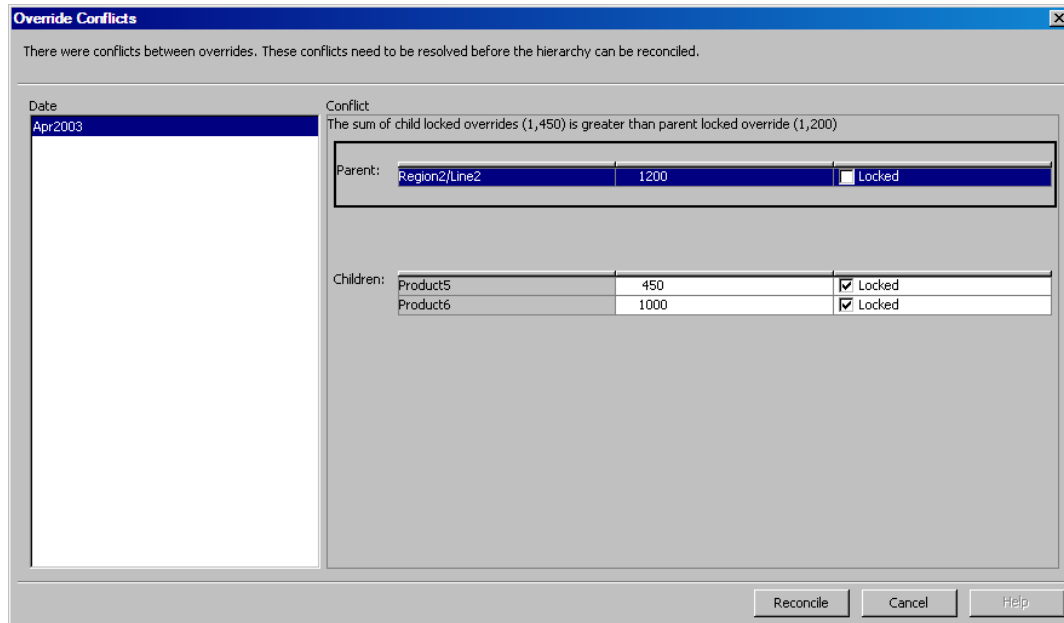 Override Conflicts
There were conflicts between overrides. These conflicts need to be resolved before the hierarchy can be reconciled.
Date
Apr2003
Conflict
The sum of child locked overrides (1,450) is greater than parent locked override (1,200)
Parent: Region2/Line2 1200 Locked
Children: Product5 450 Locked
Product6 1000 Locked
Reconcile Cancel Help